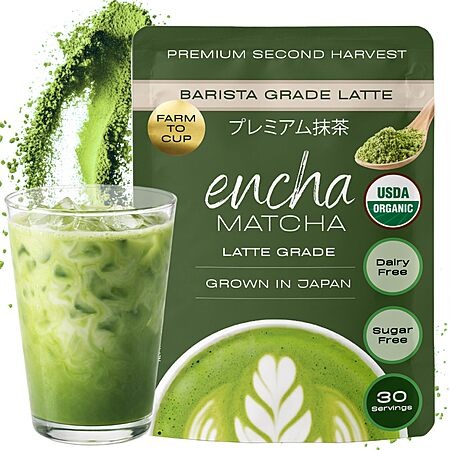 PREMIUM SECOND HARVEST
BARISTA GRADE LATTE
FARM
TO
CUP
プレミアム抹茶
encha
MATCHA
USDA
ORGANIC
LATTE GRADE
GROWN IN JAPAN
Dairy
Free
Sugar
Free
30
Servings